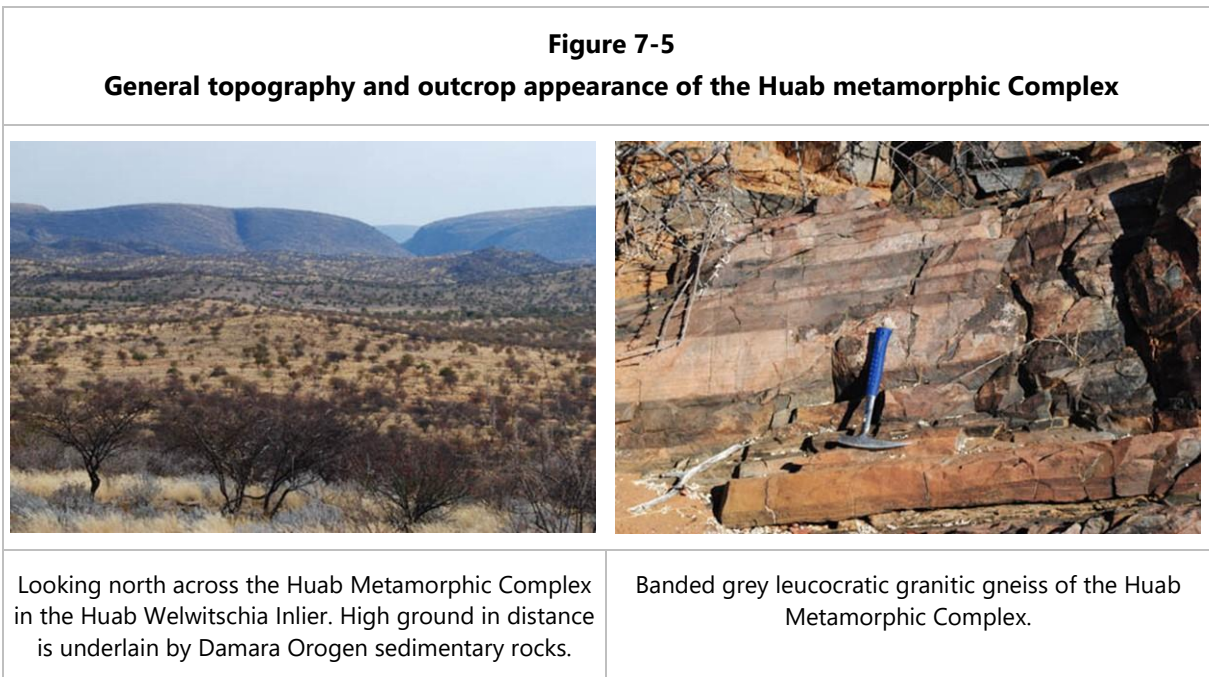 Figure 7-5
General topography and outcrop appearance of the Huab metamorphic Complex
Looking north across the Huab Metamorphic Complex
in the Huab Welwitschia Inlier. High ground in distance
is underlain by Damara Orogen sedimentary rocks.
Banded grey leucocratic granitic gneiss of the Huab
Metamorphic Complex.